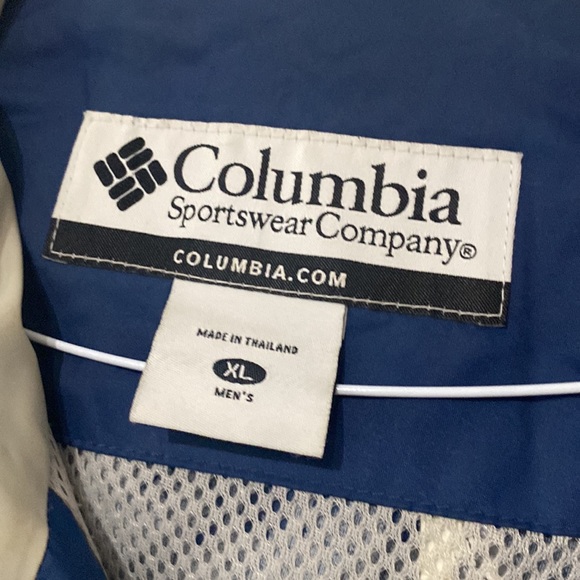 Columbia
Sportswear Company®
COLUMBIA.COM
MADE IN THAILAND
XL
MEN'S